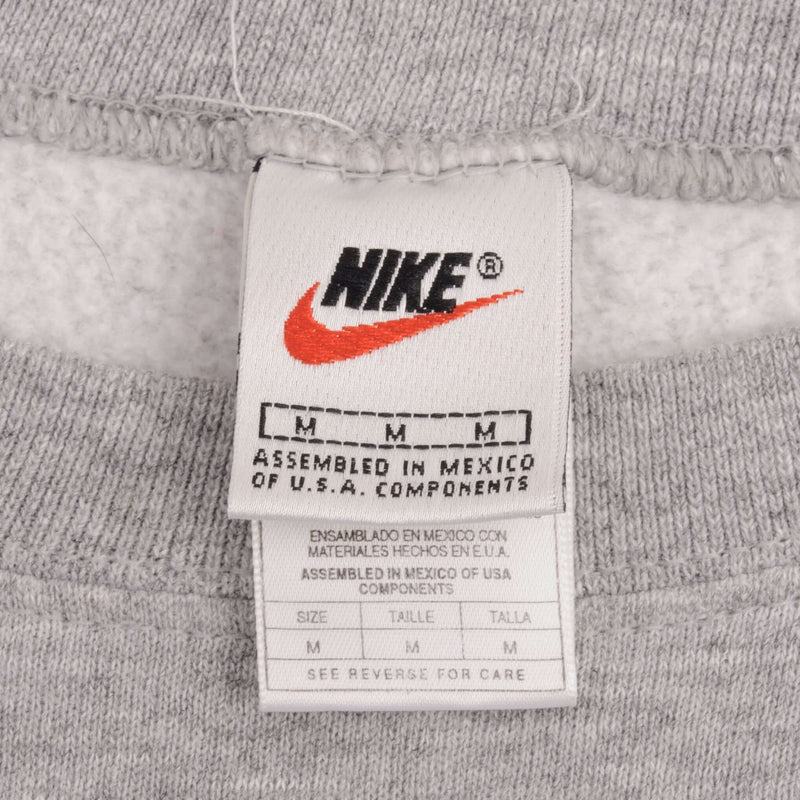 NIKE®
M M M
ASSEMBLED IN MEXICO
OF U.S.A. COMPONENTS
ENSAMBLADO EN MEXICO CON
MATERIALES HECHOS EN E.U.A.
ASSEMBLED IN MEXICO OF USA
COMPONENTS
SIZE TAILLE TALLA
M M M
SEE REVERSE FOR CARE